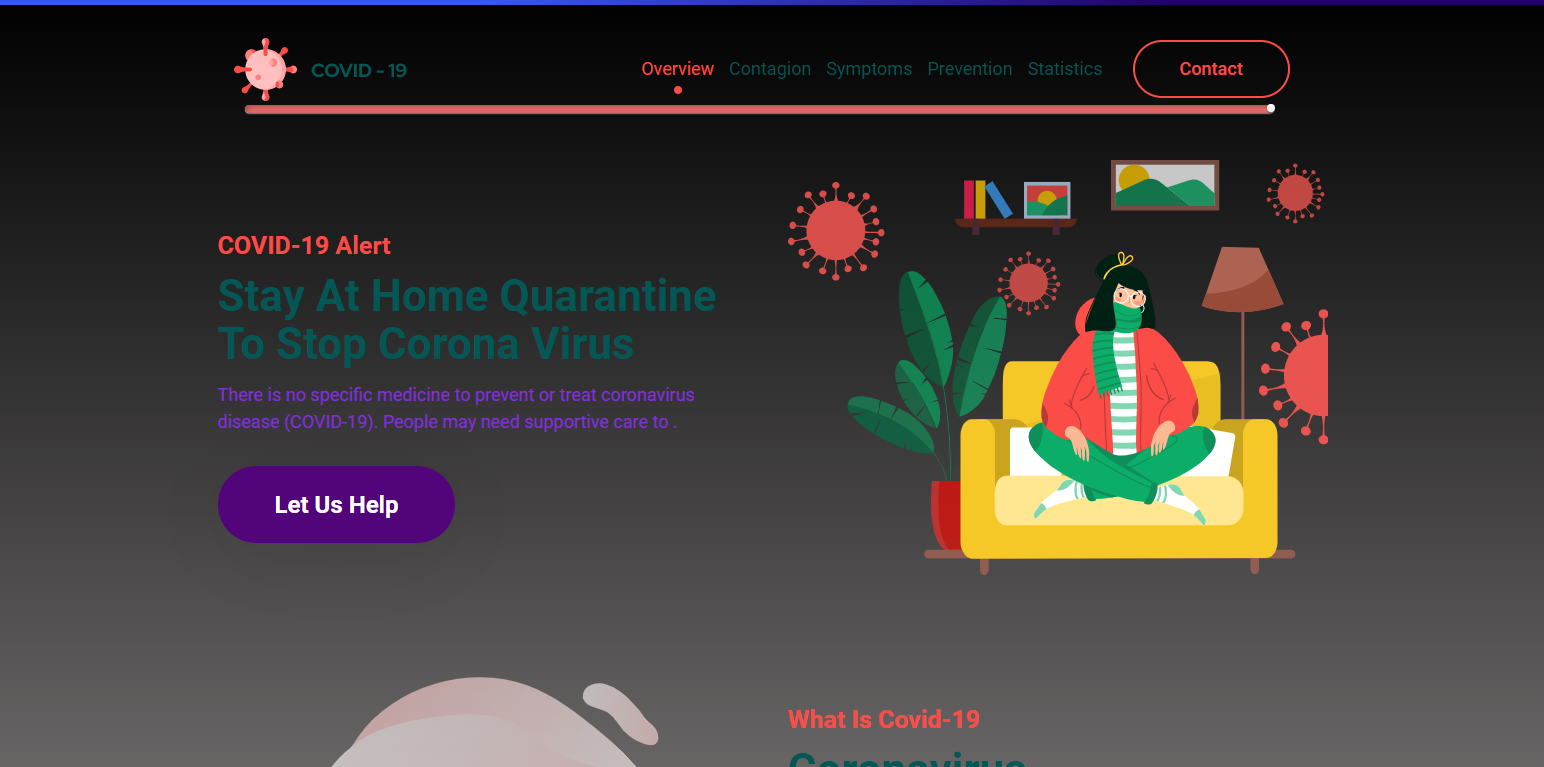 COVID - 19
Overview Contagion Symptoms Prevention Statistics Contact
COVID-19 Alert
Stay At Home Quarantine
To Stop Corona Virus
There is no specific medicine to prevent or treat coronavirus
disease (COVID-19). People may need supportive care to .
Let Us Help
What Is Covid-19
Coronavirus